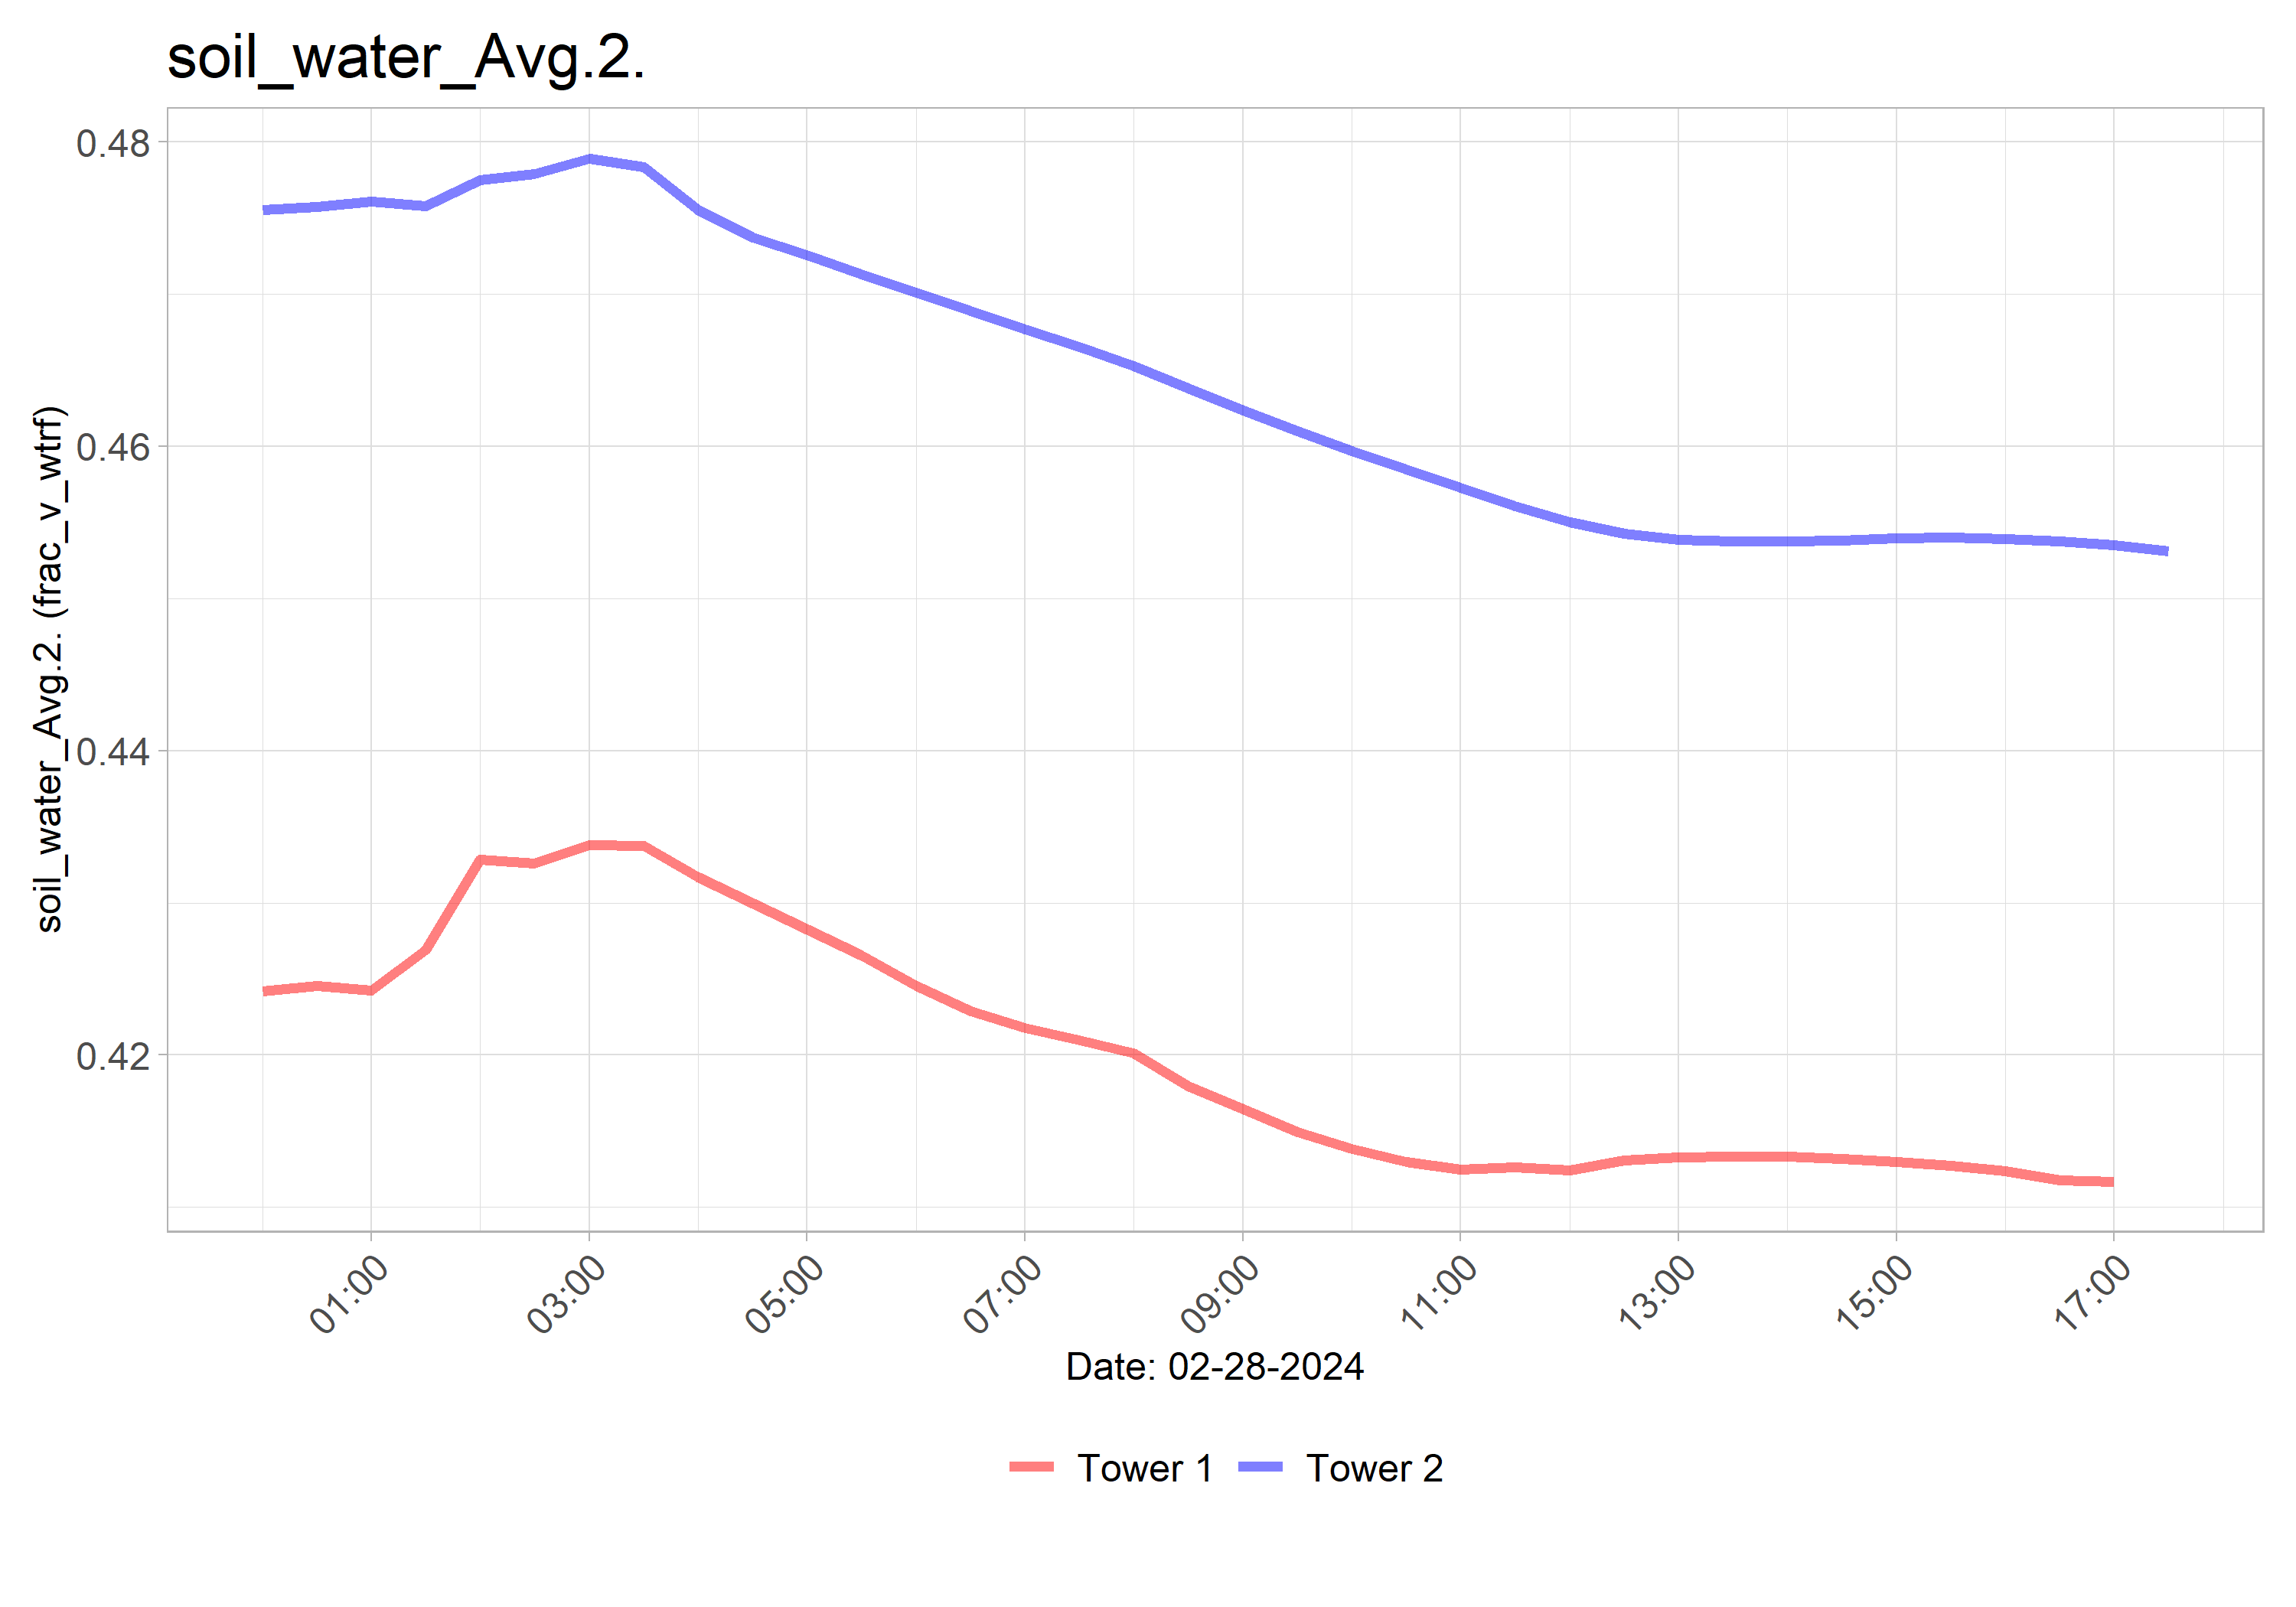 soil_water_Avg.2.
soil_water_Avg.2. (frac_v_wtrf)
0.48
0.46
0.44
0.42
01:00
03:00
05:00
07:00
09:00
11:00
13:00
15:00
17:00
Date: 02-28-2024
Tower 1
Tower 2